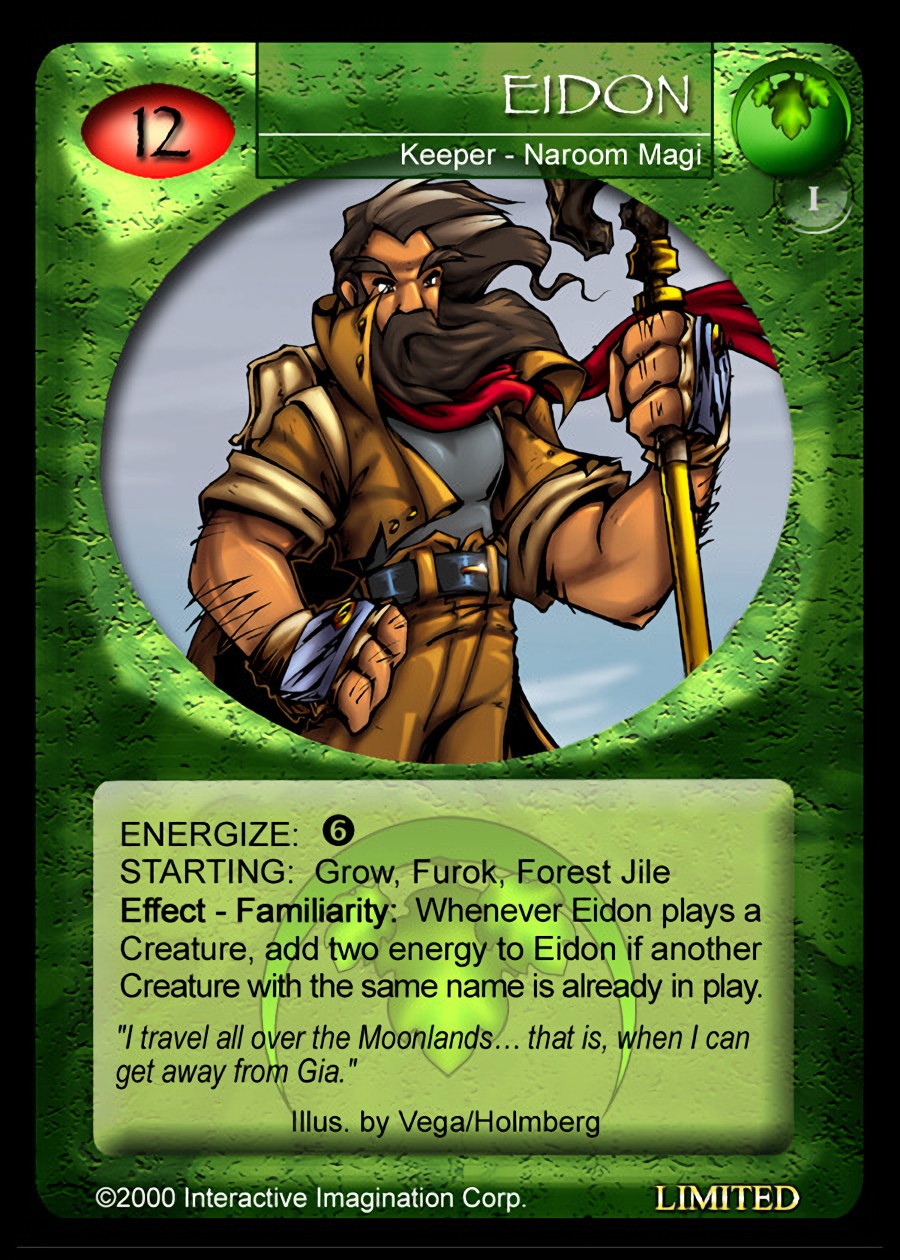 12
EIDON
Keeper - Naroom Magi
I
ENERGIZE: ❻
STARTING: Grow, Furok, Forest Jile
Effect - Familiarity: Whenever Eidon plays a
Creature, add two energy to Eidon if another
Creature with the same name is already in play.
"I travel all over the Moonlands… that is, when I can
get away from Gia."
Illus. by Vega/Holmberg
©2000 Interactive Imagination Corp.
LIMITED